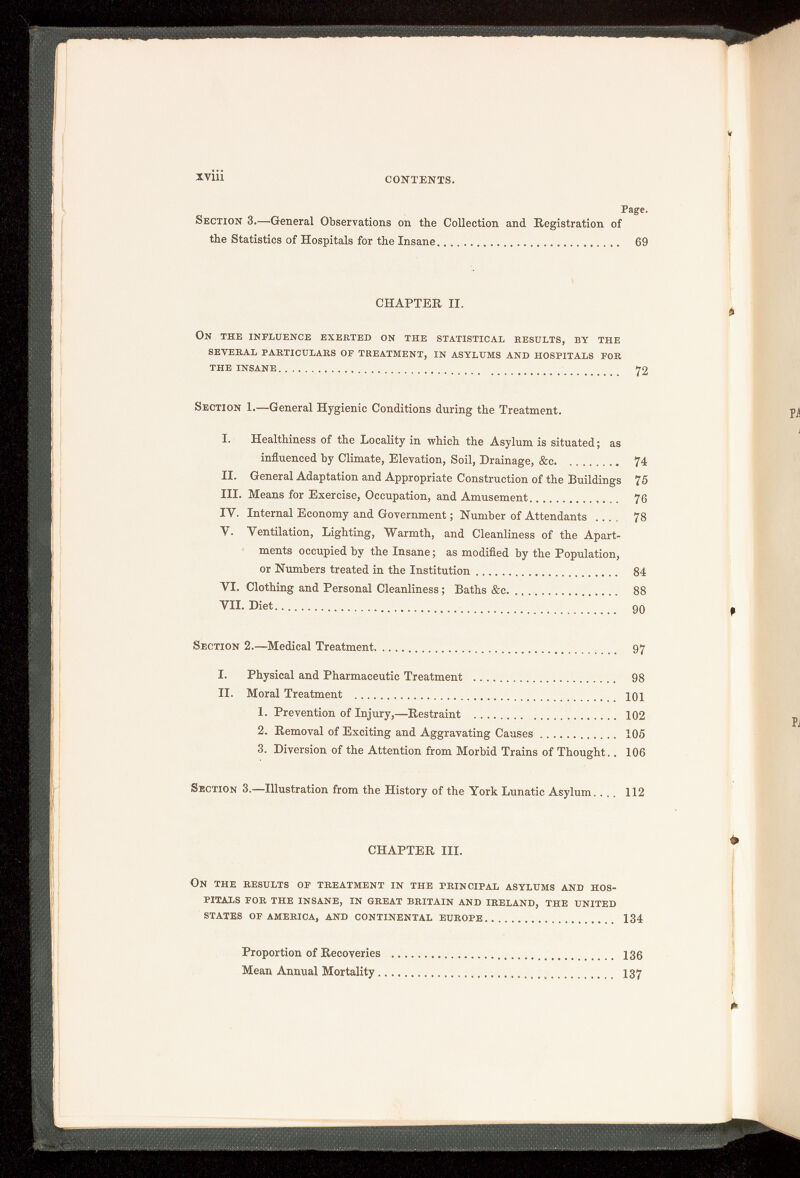 xviii
CONTENTS.
Page.
SECTION 3.—General Observations on the Collection and Registration of
the Statistics of Hospitals for the Insane............................ 69
CHAPTER II.
ON THE INFLUENCE EXERTED ON THE STATISTICAL RESULTS, BY THE
SEVERAL PARTICULARS OF TREATMENT, IN ASYLUMS AND HOSPITALS FOR
THE INSANE.................................................. 72
SECTION 1.—General Hygienic Conditions during the Treatment.
I. Healthiness of the Locality in which the Asylum is situated; as
influenced by Climate, Elevation, Soil, Drainage, &c. ......... 74
II. General Adaptation and Appropriate Construction of the Buildings 75
III. Means for Exercise, Occupation, and Amusement.............. 76
IV. Internal Economy and Government; Number of Attendants .... 78
V. Ventilation, Lighting, Warmth, and Cleanliness of the Apart-
ments occupied by the Insane; as modified by the Population,
or Numbers treated in the Institution...................... 84
VI. Clothing and Personal Cleanliness; Baths &c. ................ 88
VII. Diet.................................................... 90
SECTION 2.—Medical Treatment..................................... 97
I. Physical and Pharmaceutic Treatment ...................... 98
II. Moral Treatment ........................................ 101
1. Prevention of Injury,—Restraint ..................... 102
2. Removal of Exciting and Aggravating Causes ............ 105
3. Diversion of the Attention from Morbid Trains of Thought.. 106
SECTION 3.—Illustration from the History of the York Lunatic Asylum.... 112
CHAPTER III.
ON THE RESULTS OF TREATMENT IN THE PRINCIPAL ASYLUMS AND HOS-
PITALS FOR THE INSANE, IN GREAT BRITAIN AND IRELAND, THE UNITED
STATES OF AMERICA, AND CONTINENTAL EUROPE.................... 134
Proportion of Recoveries .................................. 136
Mean Annual Mortality.................................... 137